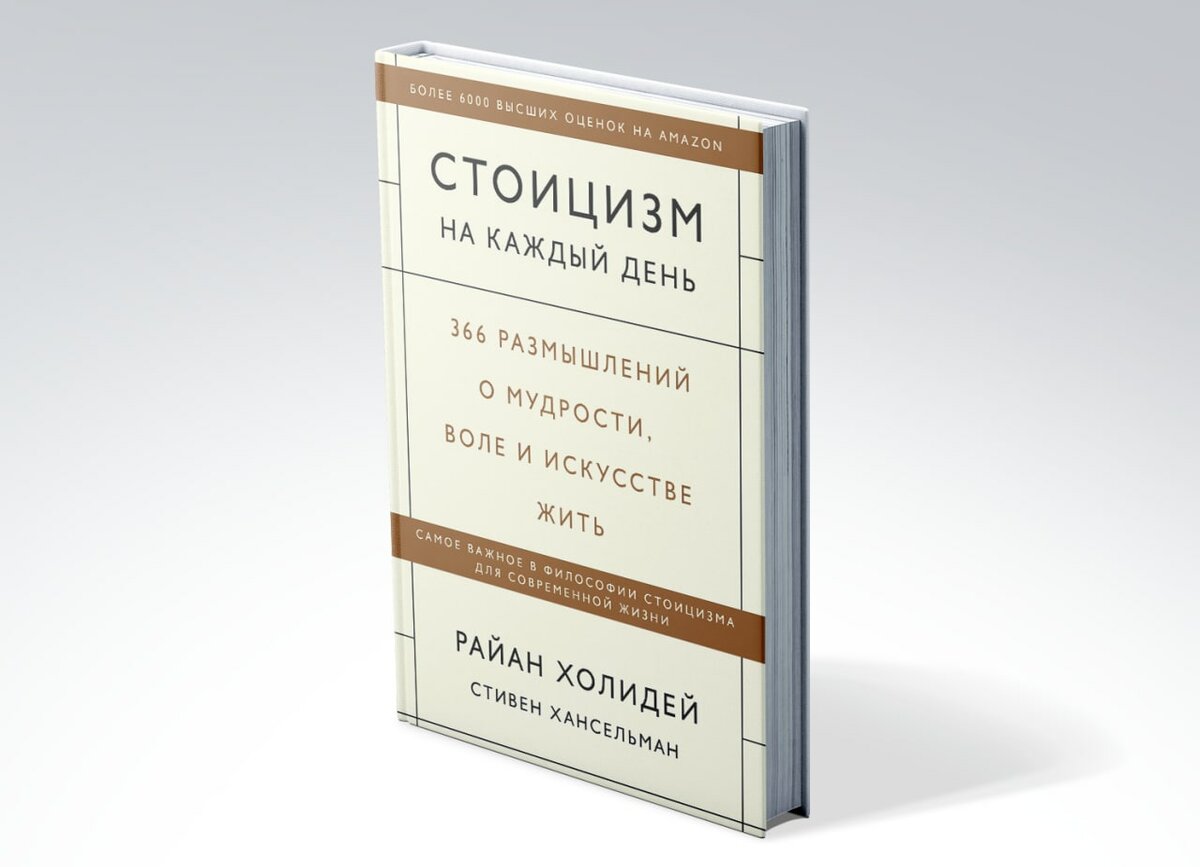 БОЛЕЕ 6000 ВЫСШИХ ОЦЕНОК НА AMAZON
СТОИЦИЗМ
НА КАЖДЫЙ ДЕНЬ
366 РАЗМЫШЛЕНИЙ
О МУДРОСТИ,
ВОЛЕ И ИСКУССТВЕ
ЖИТЬ
САМОЕ ВАЖНОЕ В ФИЛОСОФИИ СТОИЦИЗМА
ДЛЯ СОВРЕМЕННОЙ ЖИЗНИ
РАЙАН ХОЛИДЕЙ
СТИВЕН ХАНСЕЛЬМАН